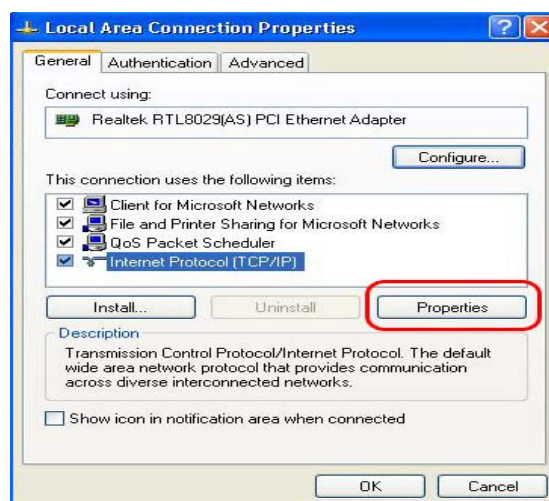 Local Area Connection Properties
General Authentication Advanced
Connect using:
Realtek RTL8029(AS) PCI Ethernet Adapter
Configure...
This connection uses the following items:
Client for Microsoft Networks
File and Printer Sharing for Microsoft Networks
QoS Packet Scheduler
Internet Protocol (TCP/IP)
Install... Uninstall Properties
Description
Transmission Control Protocol/Internet Protocol. The default
wide area network protocol that provides communication
across diverse interconnected networks.
Show icon in notification area when connected
OK Cancel